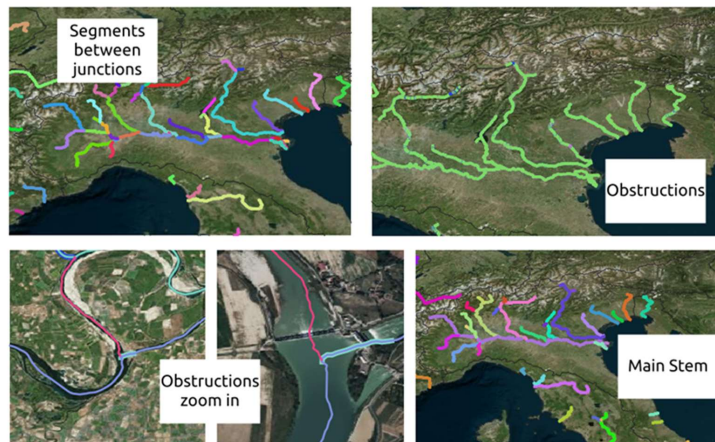 Segments
between
junctions
Obstructions
Obstructions
zoom in
Main Stem